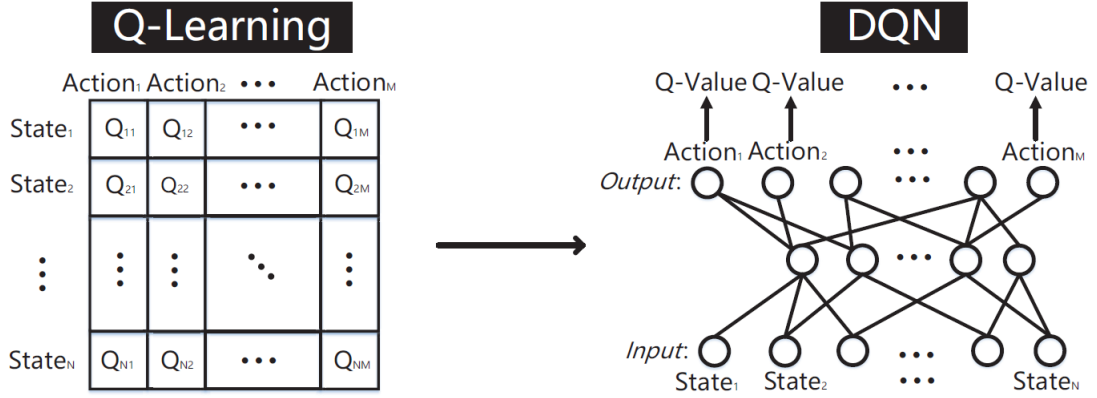 Q-Learning
DQN
Action₁ Action₂ ••• Actionₘ
State₁ Q₁₁ Q₁₂ ••• Q₁ₘ
State₂ Q₂₁ Q₂₂ ••• Q₂ₘ
Stateₙ Qₙ₁ Qₙ₂ ••• Qₙₘ
Q-Value Q-Value ••• Q-Value
Action₁ Action₂ ••• Actionₘ
Output: •••
•••
Input: •••
State₁ State₂ ••• Stateₙ